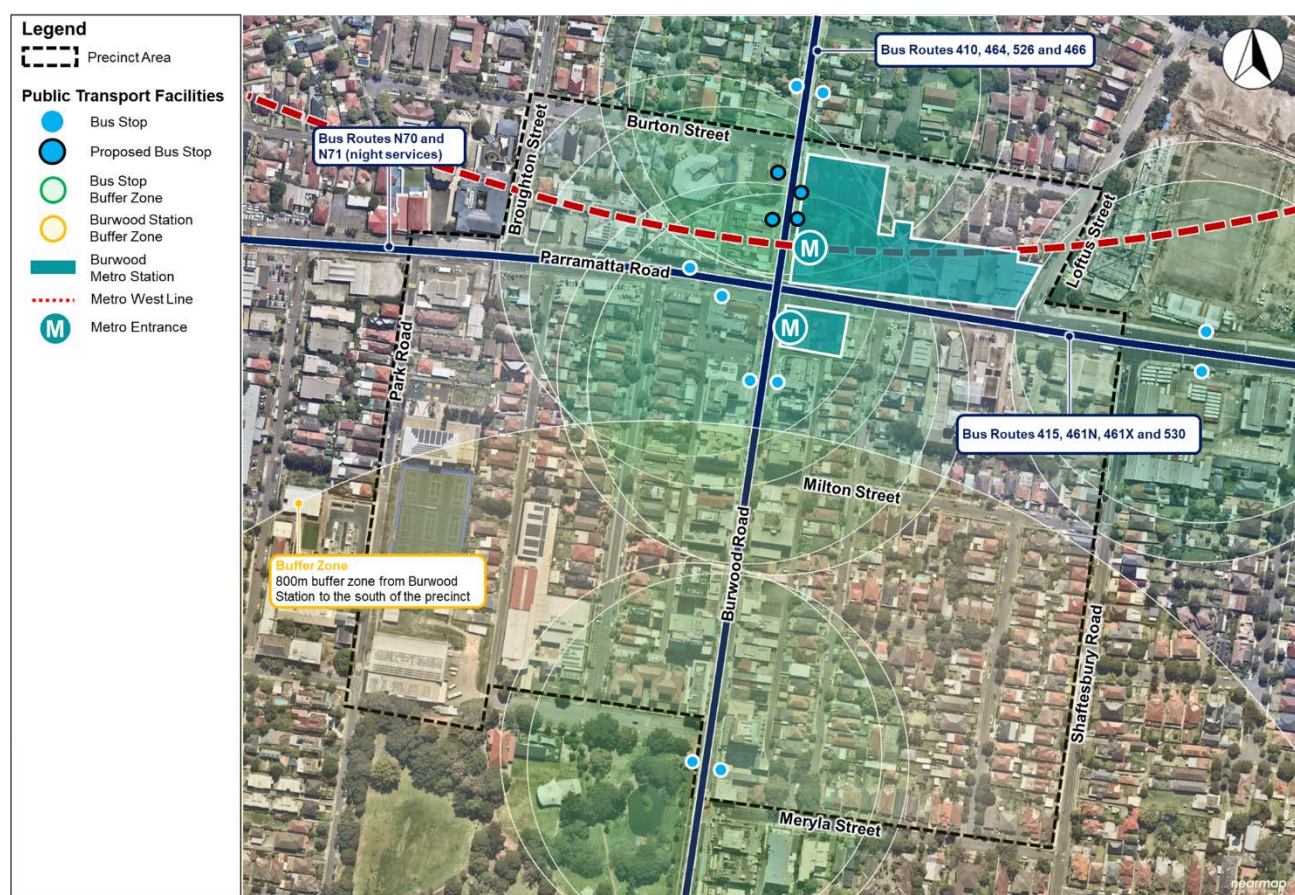 Legend
Precinct Area
Public Transport Facilities
Bus Stop
Proposed Bus Stop
Bus Stop
Buffer Zone
Burwood Station
Buffer Zone
Burwood
Metro Station
Metro West Line
M
Metro Entrance
Bus Routes 410, 464, 526 and 466
Bus Routes N70 and
N71 (night services)
Burton Street
Broughton Street
Loftus Street
M
Parramatta Road
M
Park Road
Bus Routes 415, 461N, 461X and 530
Milton Street
Burwood Road
Buffer Zone
800m buffer zone from Burwood
Station to the south of the precinct
Shaftesbury Road
Meryla Street
nearmap